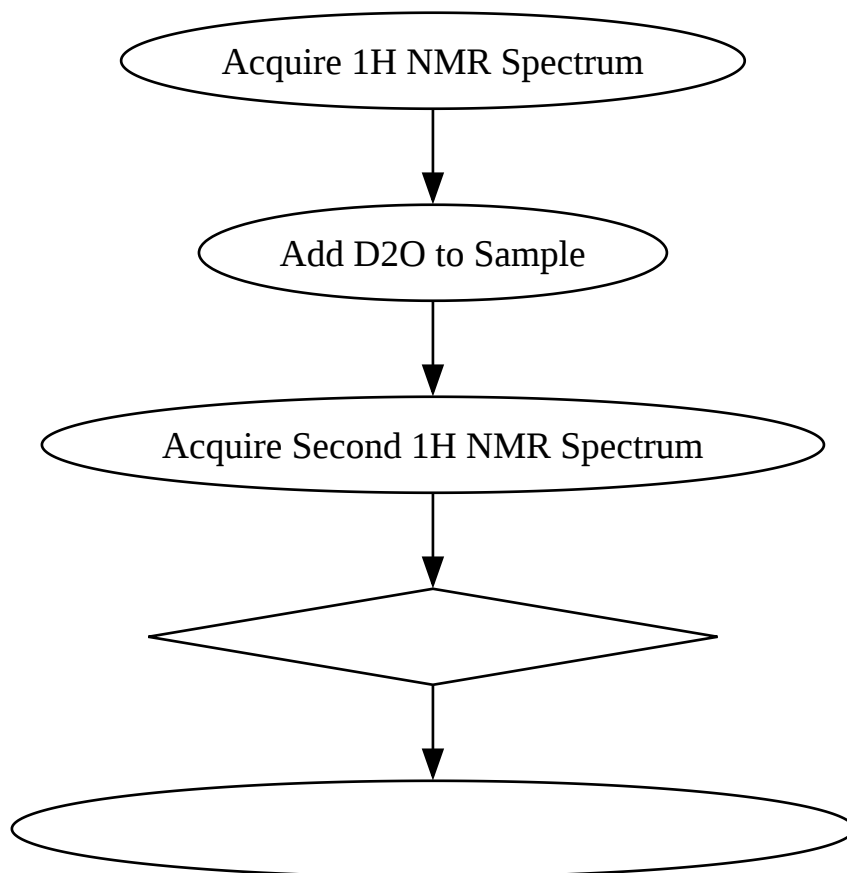 Acquire 1H NMR Spectrum
Add D2O to Sample
Acquire Second 1H NMR Spectrum